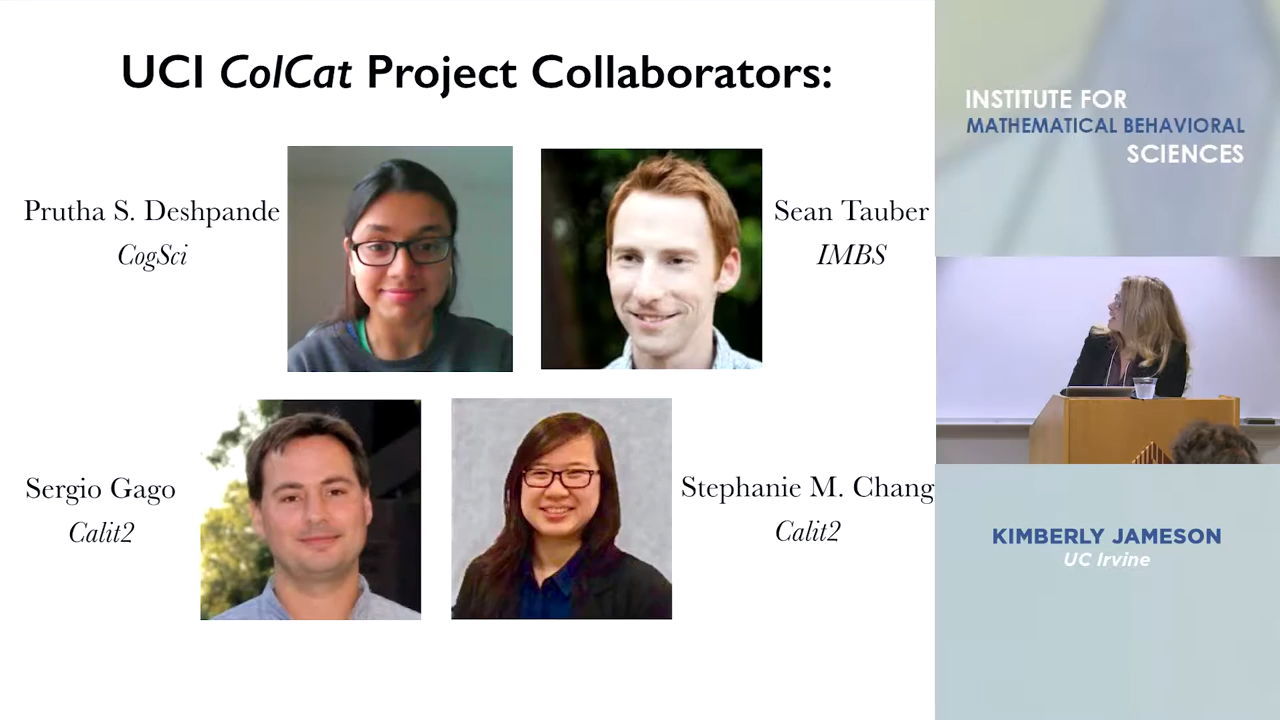 UCI ColCat Project Collaborators:
Prutha S. Deshpande
CogSci
Sean Tauber
IMBS
Sergio Gago
Calit2
Stephanie M. Chang
Calit2
INSTITUTE FOR
MATHEMATICAL BEHAVIORAL
SCIENCES
KIMBERLY JAMESON
UC Irvine